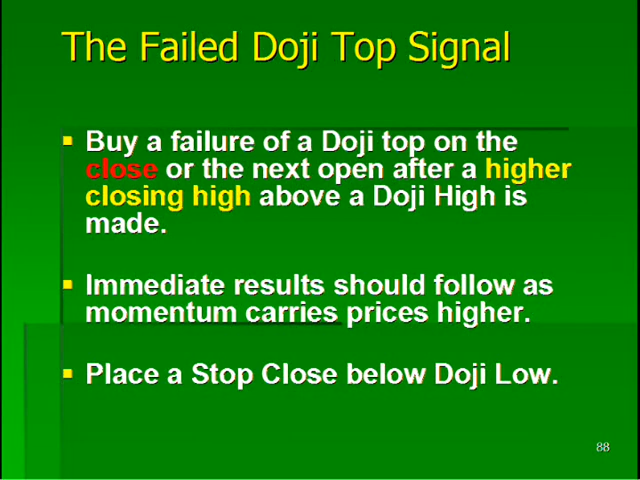 The Failed Doji Top Signal
Buy a failure of a Doji top on the
close or the next open after a higher
closing high above a Doji High is
made.
Immediate results should follow as
momentum carries prices higher.
Place a Stop Close below Doji Low.
88